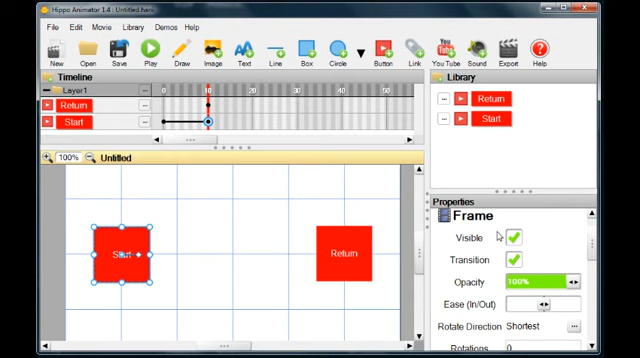 Hippo Animator 1.4 : Untitled.hani
File Edit Movie Library Demos Help
New Open Save Play Draw Image Text Line Box Circle Button Link You Tube Sound Export Help
Timeline
Layer1 0 10 20 30 40 50
Return
Start
100% Untitled
Start
Return
Library
Return
Start
Properties
Frame
Visible
Transition
Opacity 100%
Ease (In/Out)
Rotate Direction Shortest
Rotations 0